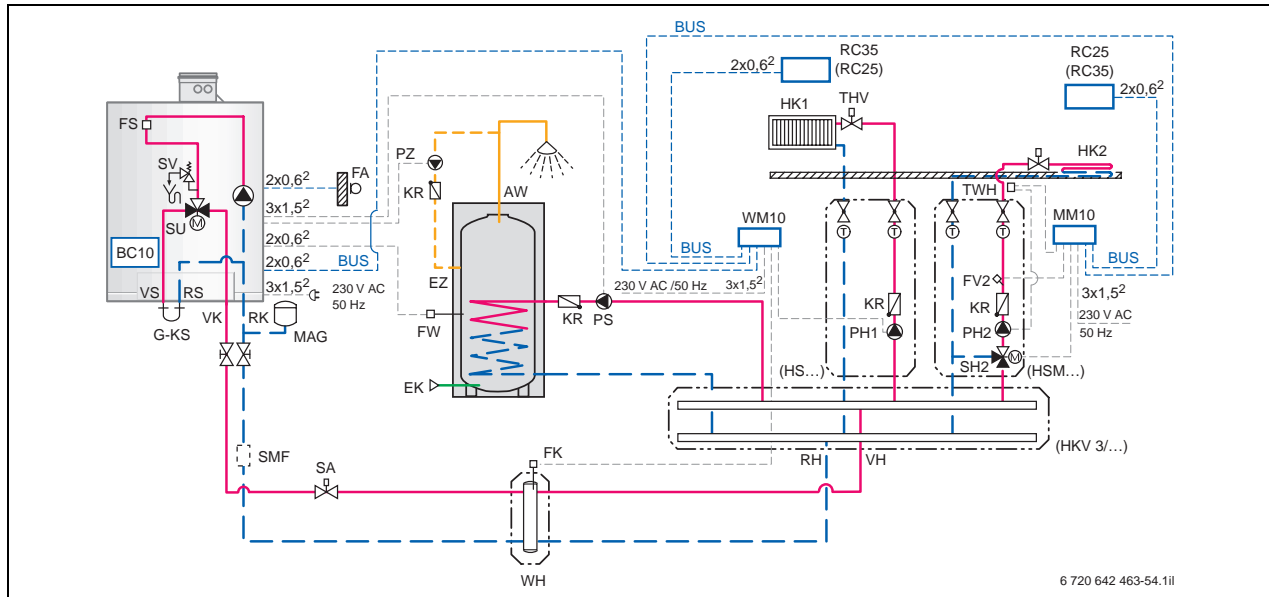 BUS
RC35
(RC25)
2x0,6²
RC25
(RC35)
2x0,6²
HK1
THV
HK2
FS
SV
SU
M
BC10
VS
RS
G-KS
VK
RK
MAG
2x0,6²
FA
3x1,5²
2x0,6²
2x0,6²
BUS
3x1,5²
230 V AC
50 Hz
PZ
KR
AW
EZ
FW
EK
KR
PS
230 V AC /50 Hz
3x1,5²
WM10
BUS
T
T
KR
PH1
(HS...)
TWH
T
T
MM10
BUS
FV2
KR
PH2
M
SH2
(HSM...)
3x1,5²
230 V AC
50 Hz
(HKV 3/...)
RH
VH
SMF
SA
FK
WH
6 720 642 463-54.1il